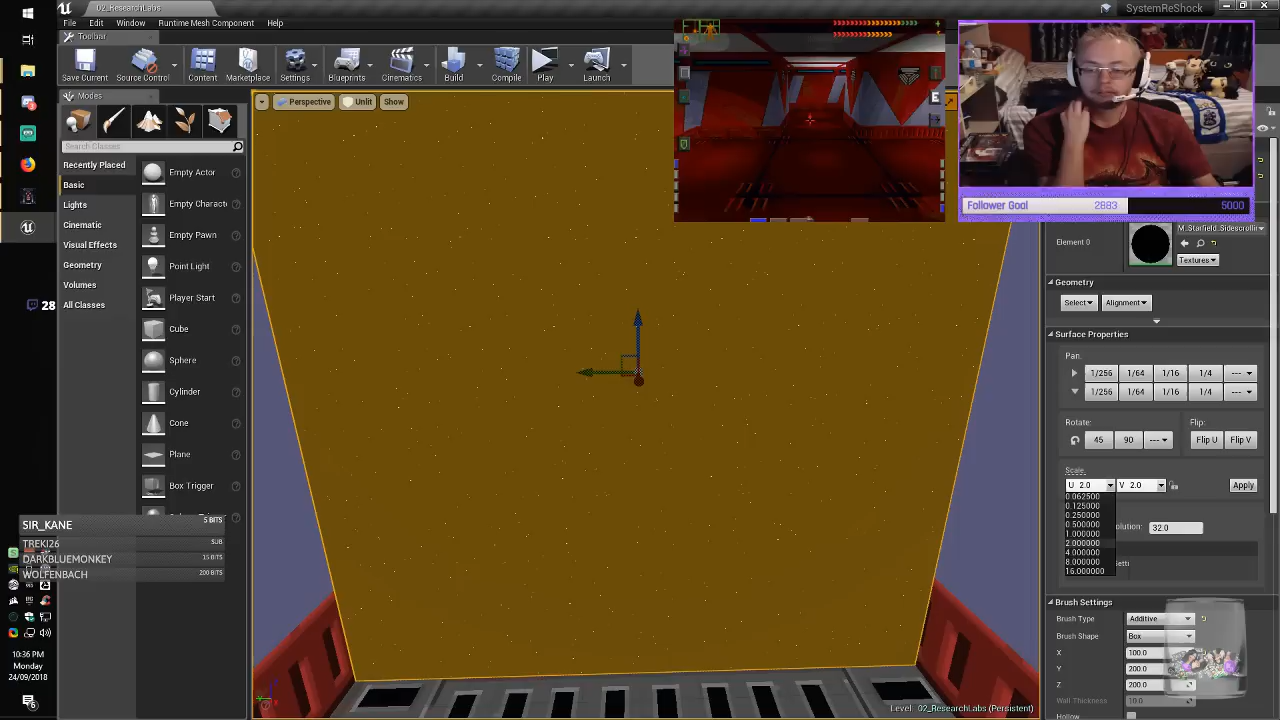 02_ResearchLabs
SystemReShock
File Edit Window Runtime Mesh Component Help
Toolbar
Save Current Source Control Content Marketplace Settings Blueprints Cinematics Build Compile Play Launch
Modes
Perspective Unlit Show
Search Classes
Recently Placed
Basic
Lights
Cinematic
Visual Effects
Geometry
Volumes
All Classes
Empty Actor
Empty Charact
Empty Pawn
Point Light
Player Start
Cube
Sphere
Cylinder
Cone
Plane
Box Trigger
E
Follower Goal 2883 5000
28
SIR_KANE 5 BITS
TREKI26 SUB
DARKBLUEMONKEY 15 BITS
WOLFENBACH 200 BITS
10:36 PM
Monday
24/09/2018
Element 0
M_Starfield_Sidescrollin
Textures
Geometry
Select Alignment
Surface Properties
Pan:
1/256 1/64 1/16 1/4 ---
1/256 1/64 1/16 1/4 ---
Rotate: Flip:
45 90 --- Flip U Flip V
Scale:
U 2.0 V 2.0 Apply
0.062500
0.125000
0.250000
0.500000
1.000000
2.000000
4.000000
8.000000
16.000000
olution: 32.0
Setti
Brush Settings
Brush Type Additive
Brush Shape Box
X 100.0
Y 200.0
Z 200.0
Wall Thickness 10.0
Hollow
Level: 02_ResearchLabs (Persistent)